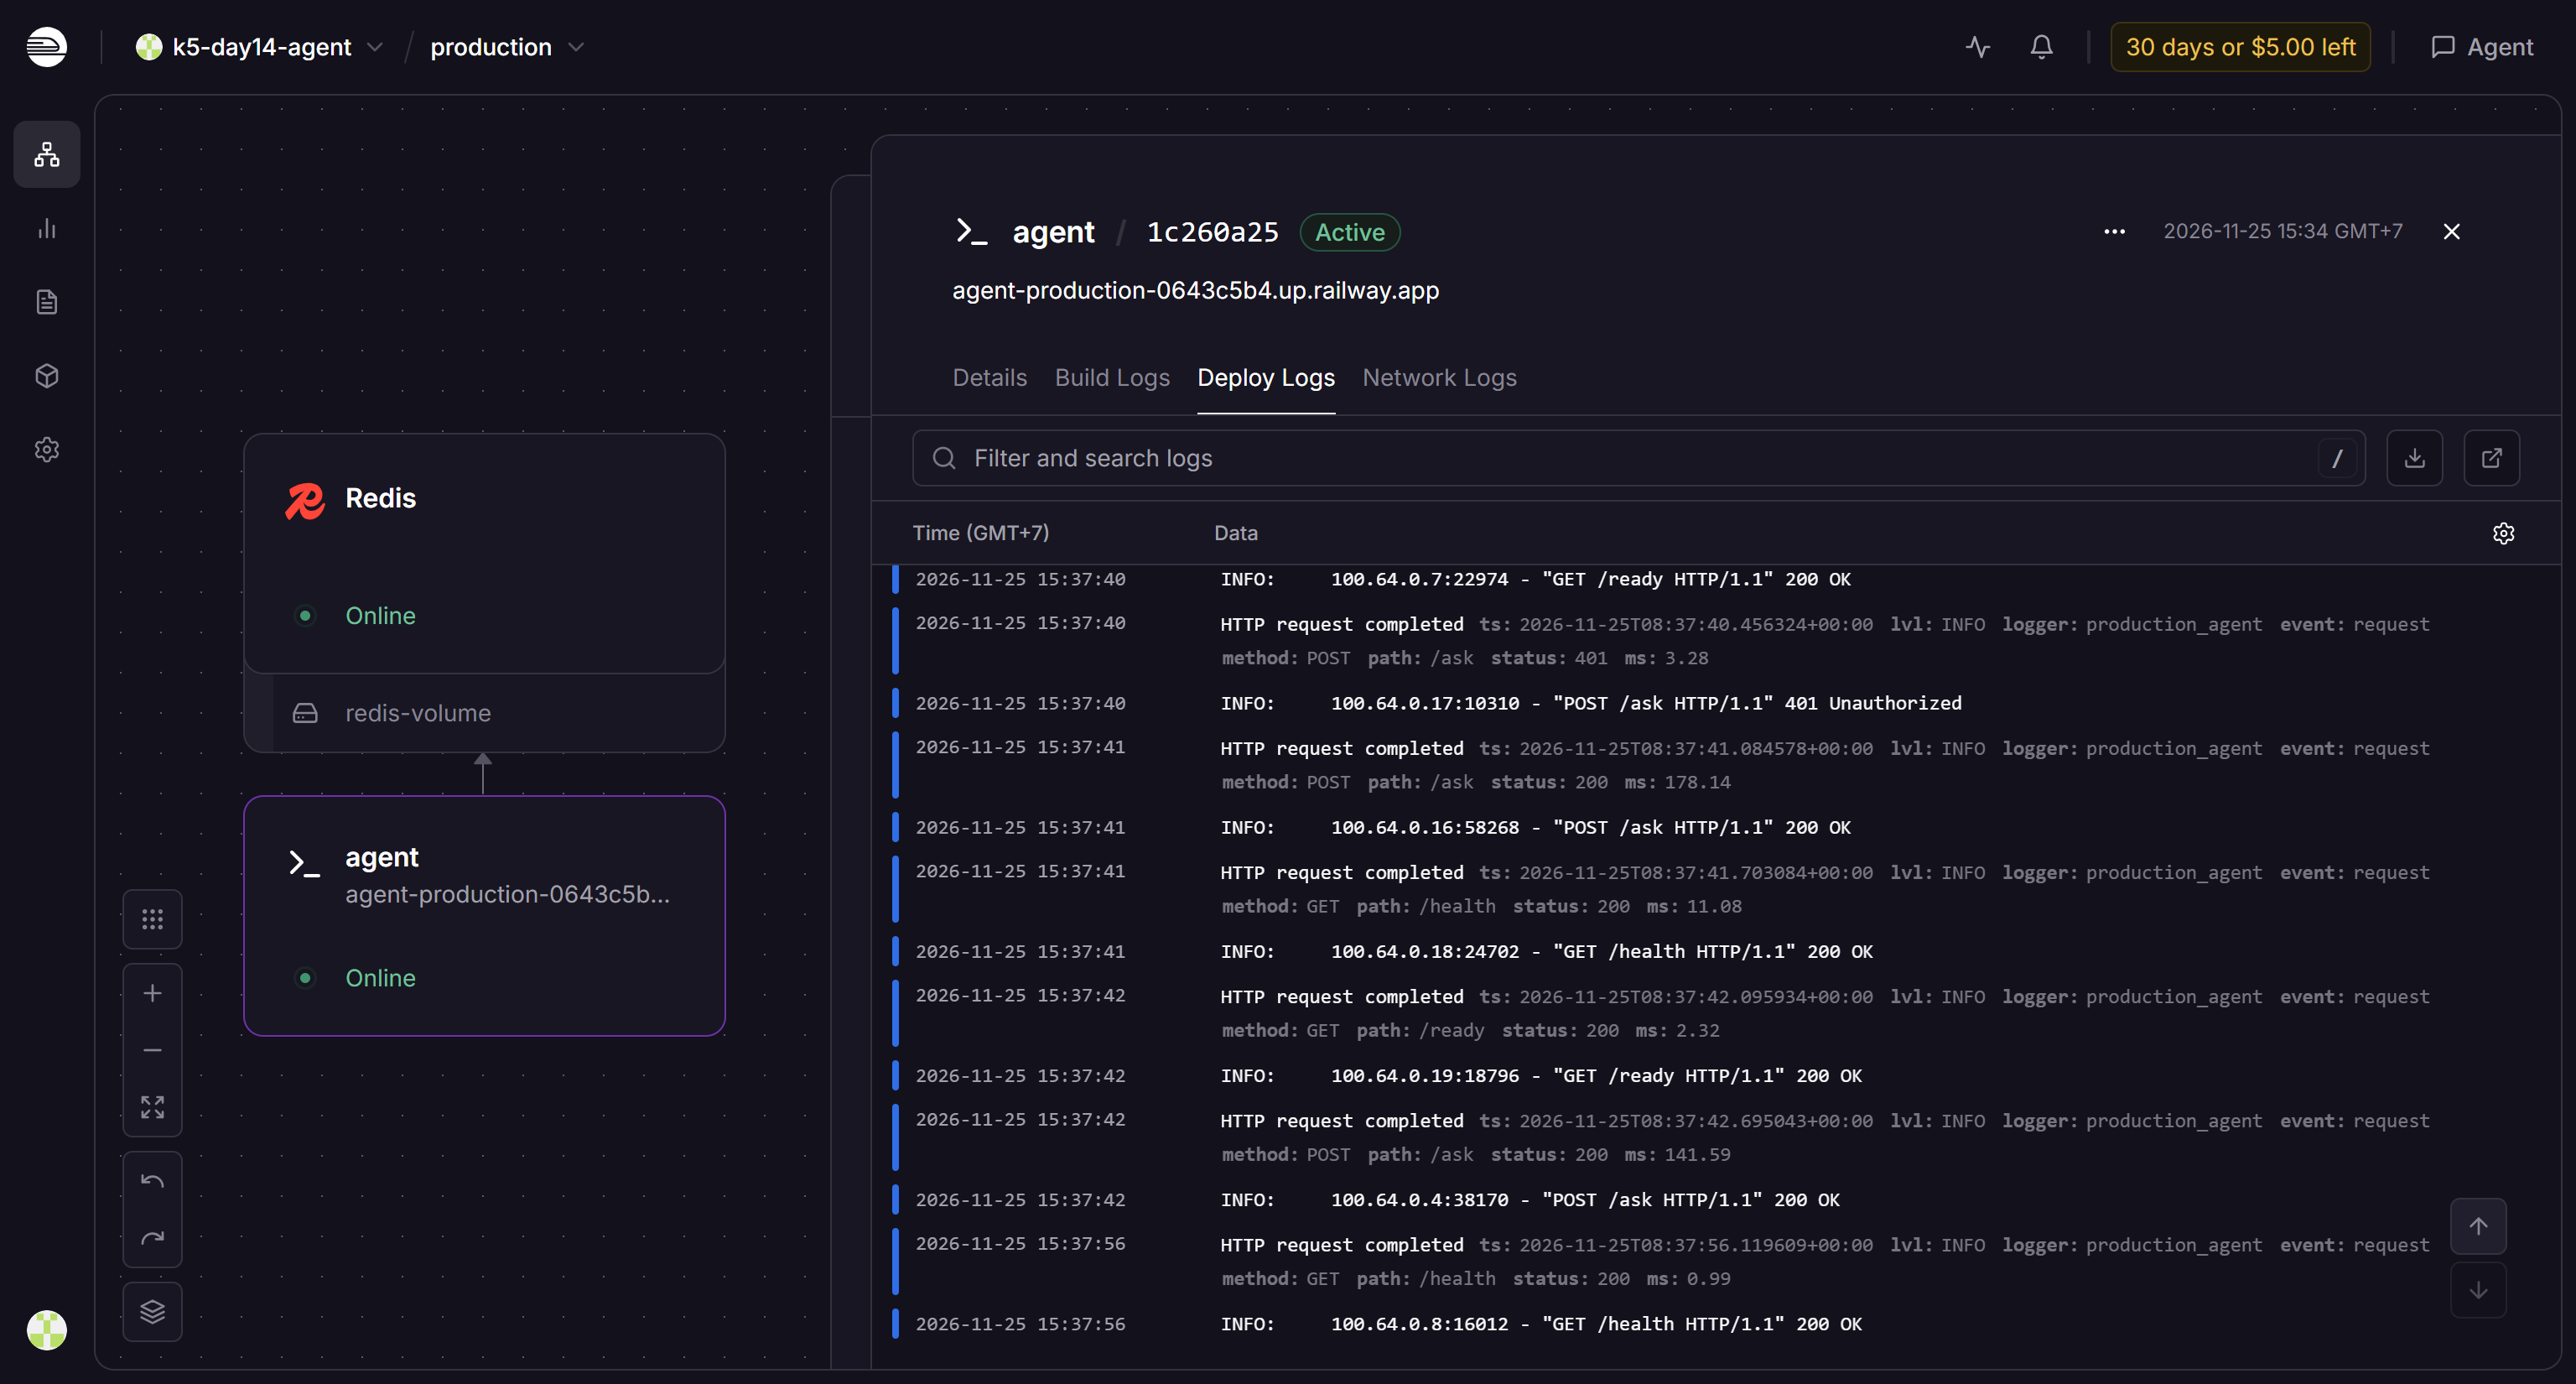 k5-day14-agent / production
30 days or $5.00 left
Agent
agent / 1c260a25 Active
2026-11-25 15:34 GMT+7
agent-production-0643c5b4.up.railway.app
Details Build Logs Deploy Logs Network Logs
Filter and search logs /
Time (GMT+7) Data
2026-11-25 15:37:40 INFO: 100.64.0.7:22974 - "GET /ready HTTP/1.1" 200 OK
2026-11-25 15:37:40 HTTP request completed ts: 2026-11-25T08:37:40.456324+00:00 lvl: INFO logger: production_agent event: request
method: POST path: /ask status: 401 ms: 3.28
2026-11-25 15:37:40 INFO: 100.64.0.17:10310 - "POST /ask HTTP/1.1" 401 Unauthorized
2026-11-25 15:37:41 HTTP request completed ts: 2026-11-25T08:37:41.084578+00:00 lvl: INFO logger: production_agent event: request
method: POST path: /ask status: 200 ms: 178.14
2026-11-25 15:37:41 INFO: 100.64.0.16:58268 - "POST /ask HTTP/1.1" 200 OK
2026-11-25 15:37:41 HTTP request completed ts: 2026-11-25T08:37:41.703084+00:00 lvl: INFO logger: production_agent event: request
method: GET path: /health status: 200 ms: 11.08
2026-11-25 15:37:41 INFO: 100.64.0.18:24702 - "GET /health HTTP/1.1" 200 OK
2026-11-25 15:37:42 HTTP request completed ts: 2026-11-25T08:37:42.095934+00:00 lvl: INFO logger: production_agent event: request
method: GET path: /ready status: 200 ms: 2.32
2026-11-25 15:37:42 INFO: 100.64.0.19:18796 - "GET /ready HTTP/1.1" 200 OK
2026-11-25 15:37:42 HTTP request completed ts: 2026-11-25T08:37:42.695043+00:00 lvl: INFO logger: production_agent event: request
method: POST path: /ask status: 200 ms: 141.59
2026-11-25 15:37:42 INFO: 100.64.0.4:38170 - "POST /ask HTTP/1.1" 200 OK
2026-11-25 15:37:56 HTTP request completed ts: 2026-11-25T08:37:56.119609+00:00 lvl: INFO logger: production_agent event: request
method: GET path: /health status: 200 ms: 0.99
2026-11-25 15:37:56 INFO: 100.64.0.8:16012 - "GET /health HTTP/1.1" 200 OK
Redis
Online
redis-volume
agent
agent-production-0643c5b...
Online